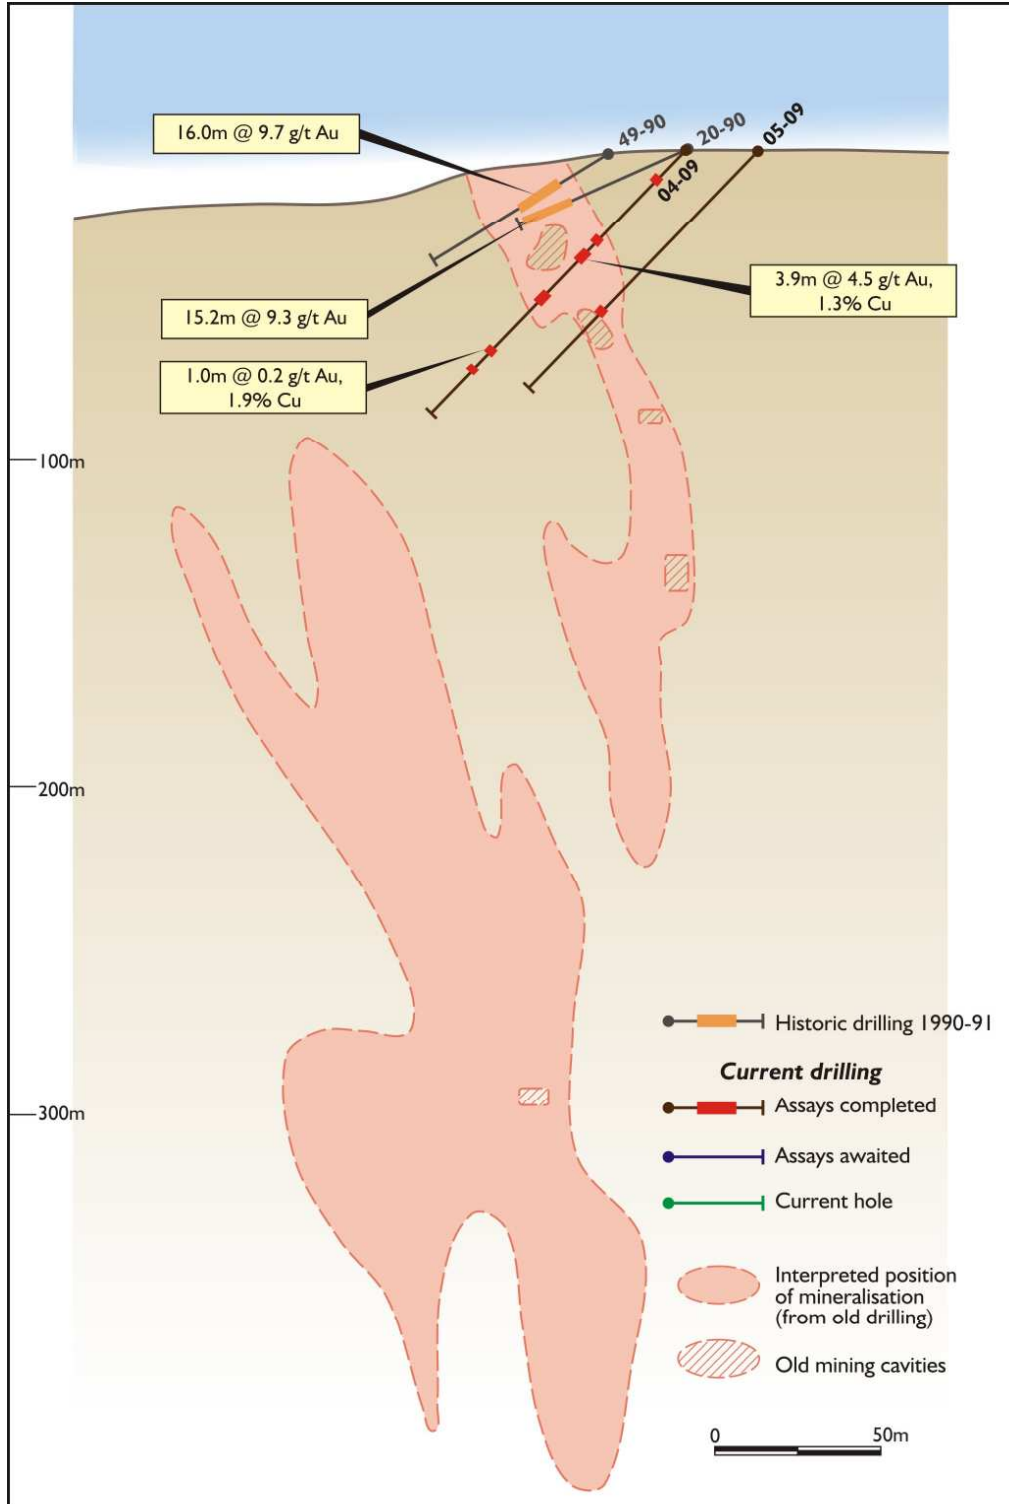 49-90
20-90
05-09
04-09
16.0m @ 9.7 g/t Au
15.2m @ 9.3 g/t Au
1.0m @ 0.2 g/t Au,
1.9% Cu
3.9m @ 4.5 g/t Au,
1.3% Cu
100m
200m
300m
Historic drilling 1990-91
Current drilling
Assays completed
Assays awaited
Current hole
Interpreted position
of mineralisation
(from old drilling)
Old mining cavities
0 50m